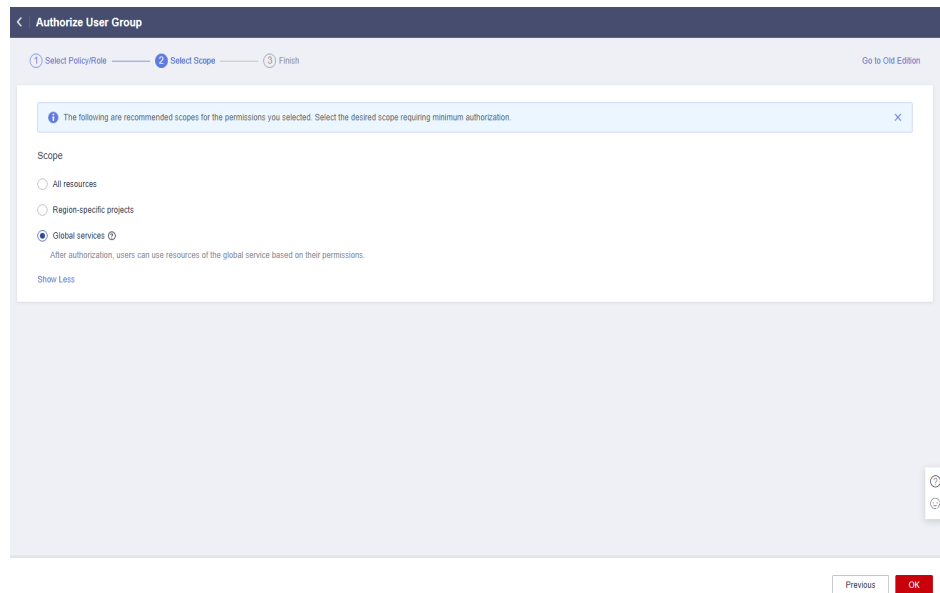 Authorize User Group
1 Select Policy/Role 2 Select Scope 3 Finish Go to Old Edition
The following are recommended scopes for the permissions you selected. Select the desired scope requiring minimum authorization.
Scope
All resources
Region-specific projects
Global services
After authorization, users can use resources of the global service based on their permissions.
Show Less
Previous OK